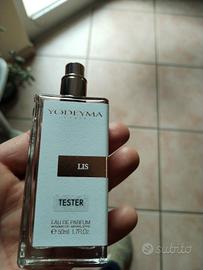 YODEYMA
LIS
TESTER
EAU DE PARFUM
50ml 1.7fl.oz
subito